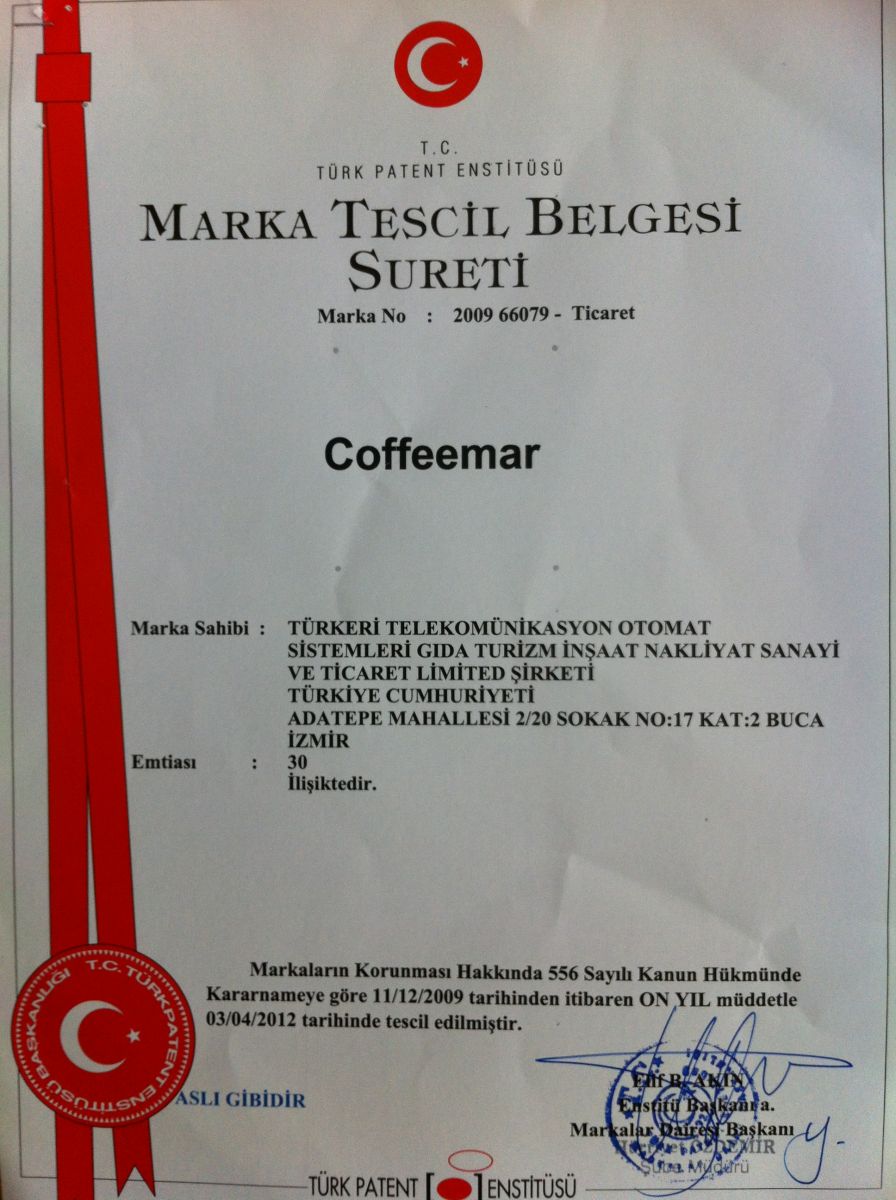 T.C.
TÜRK PATENT ENSTİTÜSÜ
MARKA TESCİL BELGESİ
SURETİ
Marka No : 2009 66079 - Ticaret
Coffeemar
Marka Sahibi : TÜRKERİ TELEKOMÜNİKASYON OTOMAT
SİSTEMLERİ GIDA TURİZM İNŞAAT NAKLİYAT SANAYİ
VE TİCARET LİMİTED ŞİRKETİ
TÜRKİYE CUMHURİYETİ
ADATEPE MAHALLESİ 2/20 SOKAK NO:17 KAT:2 BUCA
İZMİR
Emtiası : 30
İlişiktedir.
Markaların Korunması Hakkında 556 Sayılı Kanun Hükmünde
Kararnameye göre 11/12/2009 tarihinden itibaren ON YIL müddetle
03/04/2012 tarihinde tescil edilmiştir.
T.C. TÜRK PATENT ENSTİTÜSÜ BAŞKANLIĞI
ASLI GİBİDİR
Elif B. AKIN
Enstitü Başkanı a.
Markalar Dairesi Başkanı
ÖZDEMİR
Şube Müdürü
TÜRK PATENT ENSTİTÜSÜ